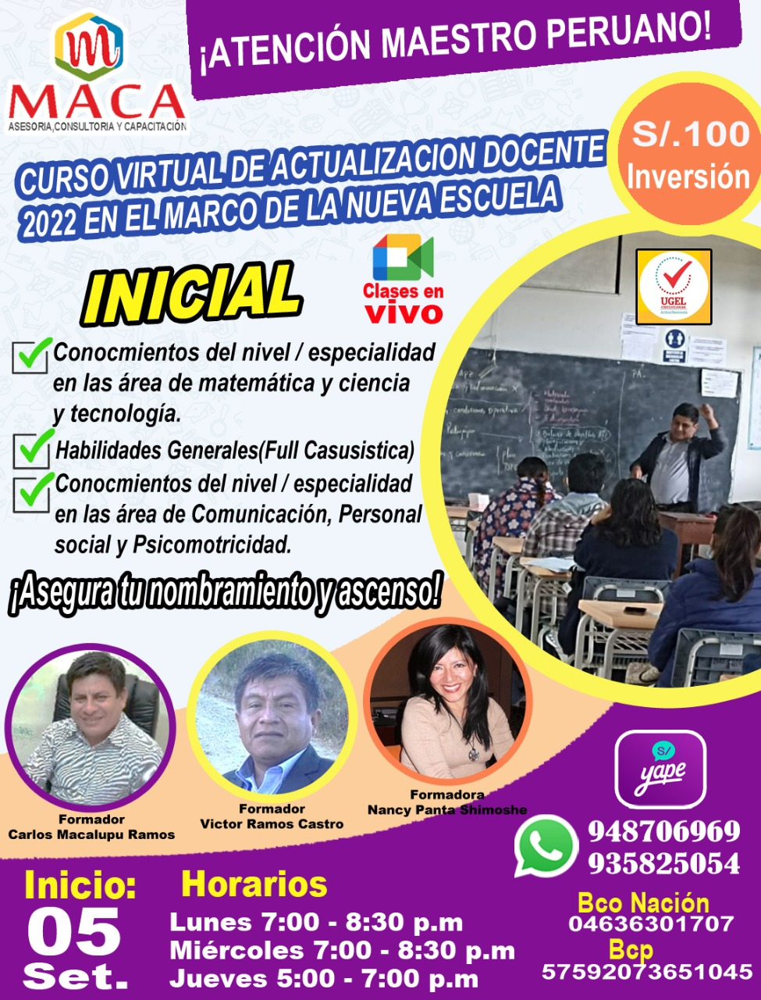 MACA
ASESORIA,CONSULTORIA Y CAPACITACIÓN
¡ATENCIÓN MAESTRO PERUANO!
S/.100
Inversión
CURSO VIRTUAL DE ACTUALIZACION DOCENTE
2022 EN EL MARCO DE LA NUEVA ESCUELA
INICIAL
Clases en
vivo
UGEL
CHULUCANAS
Conocmientos del nivel / especialidad
en las área de matemática y ciencia
y tecnología.
Habilidades Generales(Full Casusistica)
Conocmientos del nivel / especialidad
en las área de Comunicación, Personal
social y Psicomotricidad.
¡Asegura tu nombramiento y ascenso!
Formador
Carlos Macalupu Ramos
Formador
Victor Ramos Castro
Formadora
Nancy Panta Shimoshe
S/
yape
948706969
935825054
Inicio:
05
Set.
Horarios
Lunes 7:00 - 8:30 p.m
Miércoles 7:00 - 8:30 p.m
Jueves 5:00 - 7:00 p.m
Bco Nación
04636301707
Bcp
57592073651045